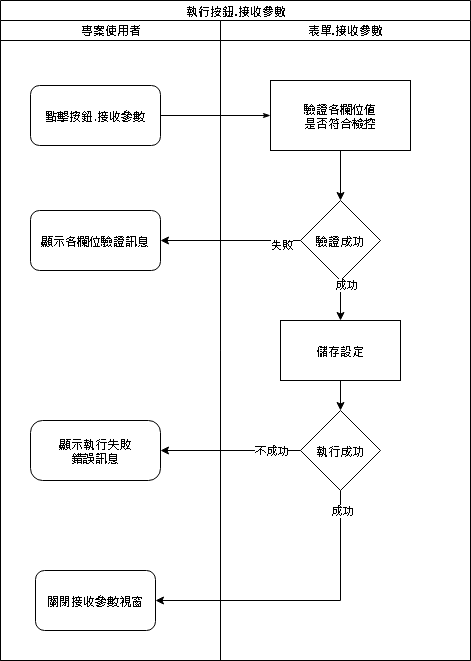 執行按鈕.接收參數
專案使用者
表單.接收參數
點擊按鈕.接收參數
驗證各欄位值
是否符合檢控
顯示各欄位驗證訊息
失敗
驗證成功
成功
儲存設定
顯示執行失敗
錯誤訊息
不成功
執行成功
成功
關閉接收參數視窗